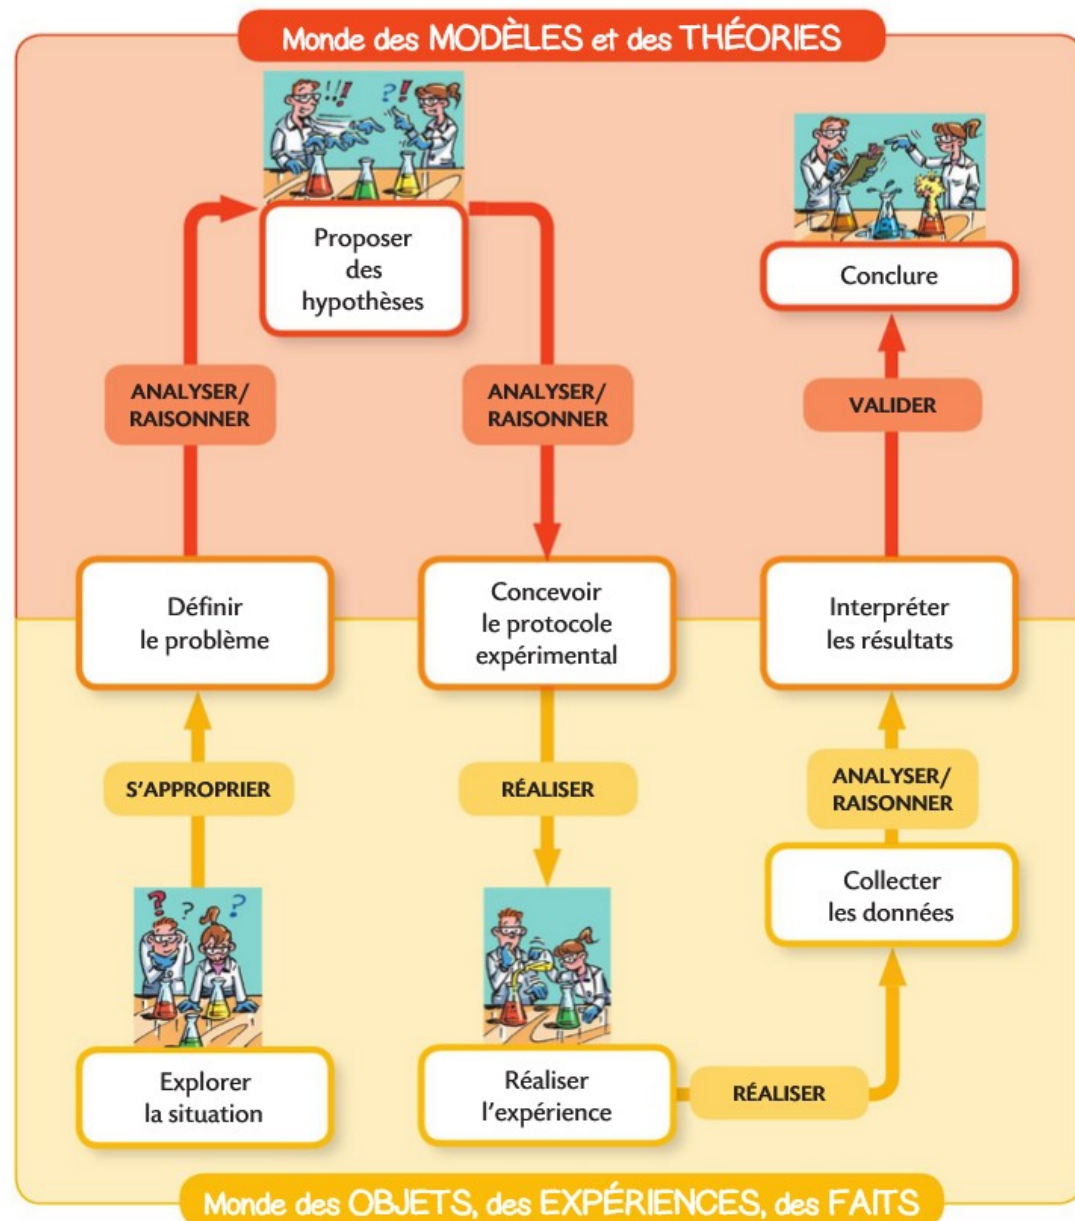 Monde des MODÈLES et des THÉORIES
Proposer
des
hypothèses
Conclure
ANALYSER/
RAISONNER
ANALYSER/
RAISONNER
VALIDER
Définir
le problème
Concevoir
le protocole
expérimental
Interpréter
les résultats
S'APPROPRIER
RÉALISER
ANALYSER/
RAISONNER
Collecter
les données
Explorer
la situation
Réaliser
l'expérience
RÉALISER
Monde des OBJETS, des EXPÉRIENCES, des FAITS